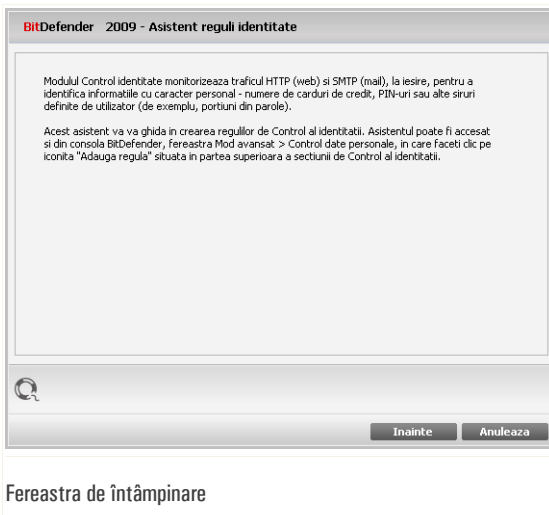 BitDefender 2009 - Asistent reguli identitate
Modulul Control identitate monitorizeaza traficul HTTP (web) si SMTP (mail), la iesire, pentru a
identifica informatiile cu caracter personal - numere de carduri de credit, PIN-uri sau alte siruri
definite de utilizator (de exemplu, portiuni din parole).
Acest asistent va va ghida in crearea regulilor de Control al identitatii. Asistentul poate fi accesat
si din consola BitDefender, fereastra Mod avansat > Control date personale, in care faceti clic pe
iconita "Adauga regula" situata in partea superioara a sectiunii de Control al identitatii.
Inainte Anuleaza
Fereastra de întâmpinare